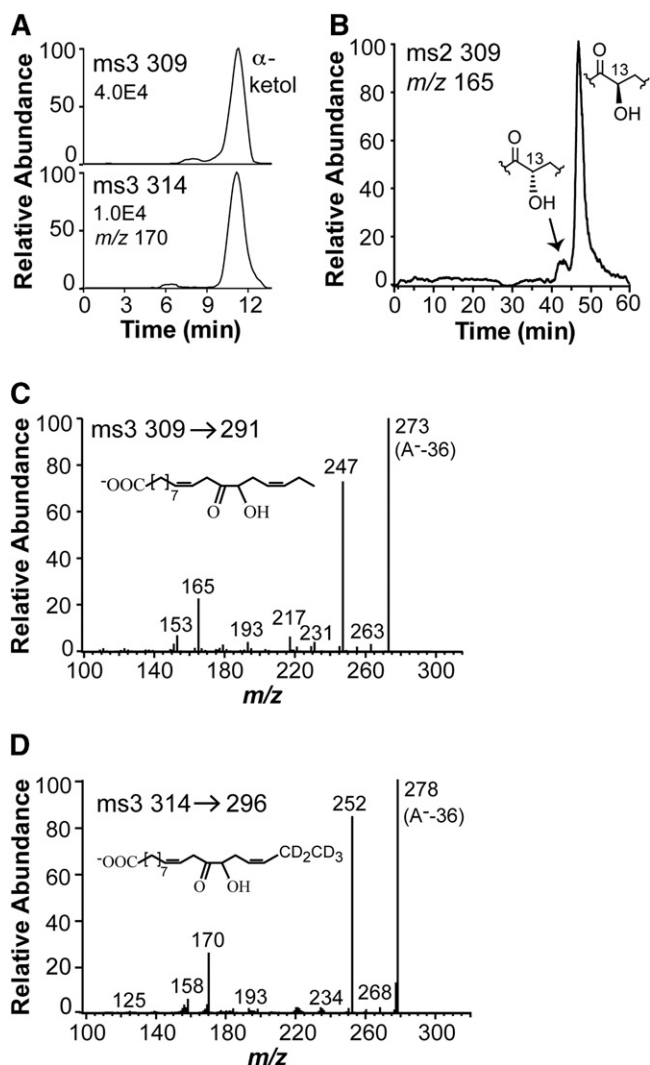 A
Relative Abundance
100
50
0
ms3 309
4.0E4
α-
ketol
100
50
0
ms3 314
1.0E4
m/z 170
0 3 6 9 12
Time (min)
B
Relative Abundance
100
80
60
40
20
0
ms2 309
m/z 165
O
13
OH
O
13
OH
0 10 20 30 40 50 60
Time (min)
C
Relative Abundance
100
80
60
40
20
0
ms3 309→291
⁻OOC
7
O
OH
273
(A⁻-36)
247
165
153
193
217
231
263
100 140 180 220 260 300
m/z
D
Relative Abundance
100
80
60
40
20
0
ms3 314→296
⁻OOC
7
O
OH
CD₂CD₃
278
(A⁻-36)
252
170
158
125
193
234
268
100 140 180 220 260 300
m/z